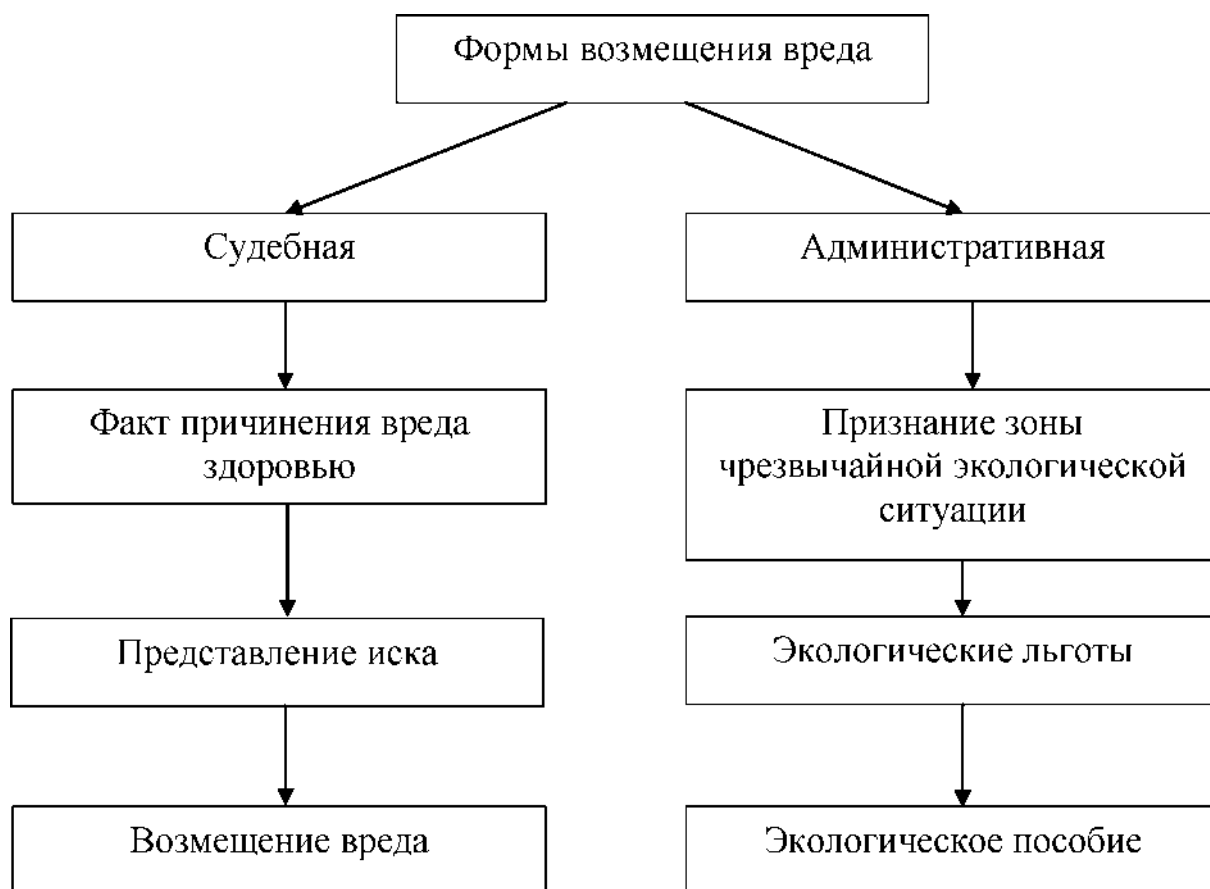 Формы возмещения вреда
Судебная
Административная
Факт причинения вреда
здоровью
Признание зоны
чрезвычайной экологической
ситуации
Представление иска
Экологические льготы
Возмещение вреда
Экологическое пособие